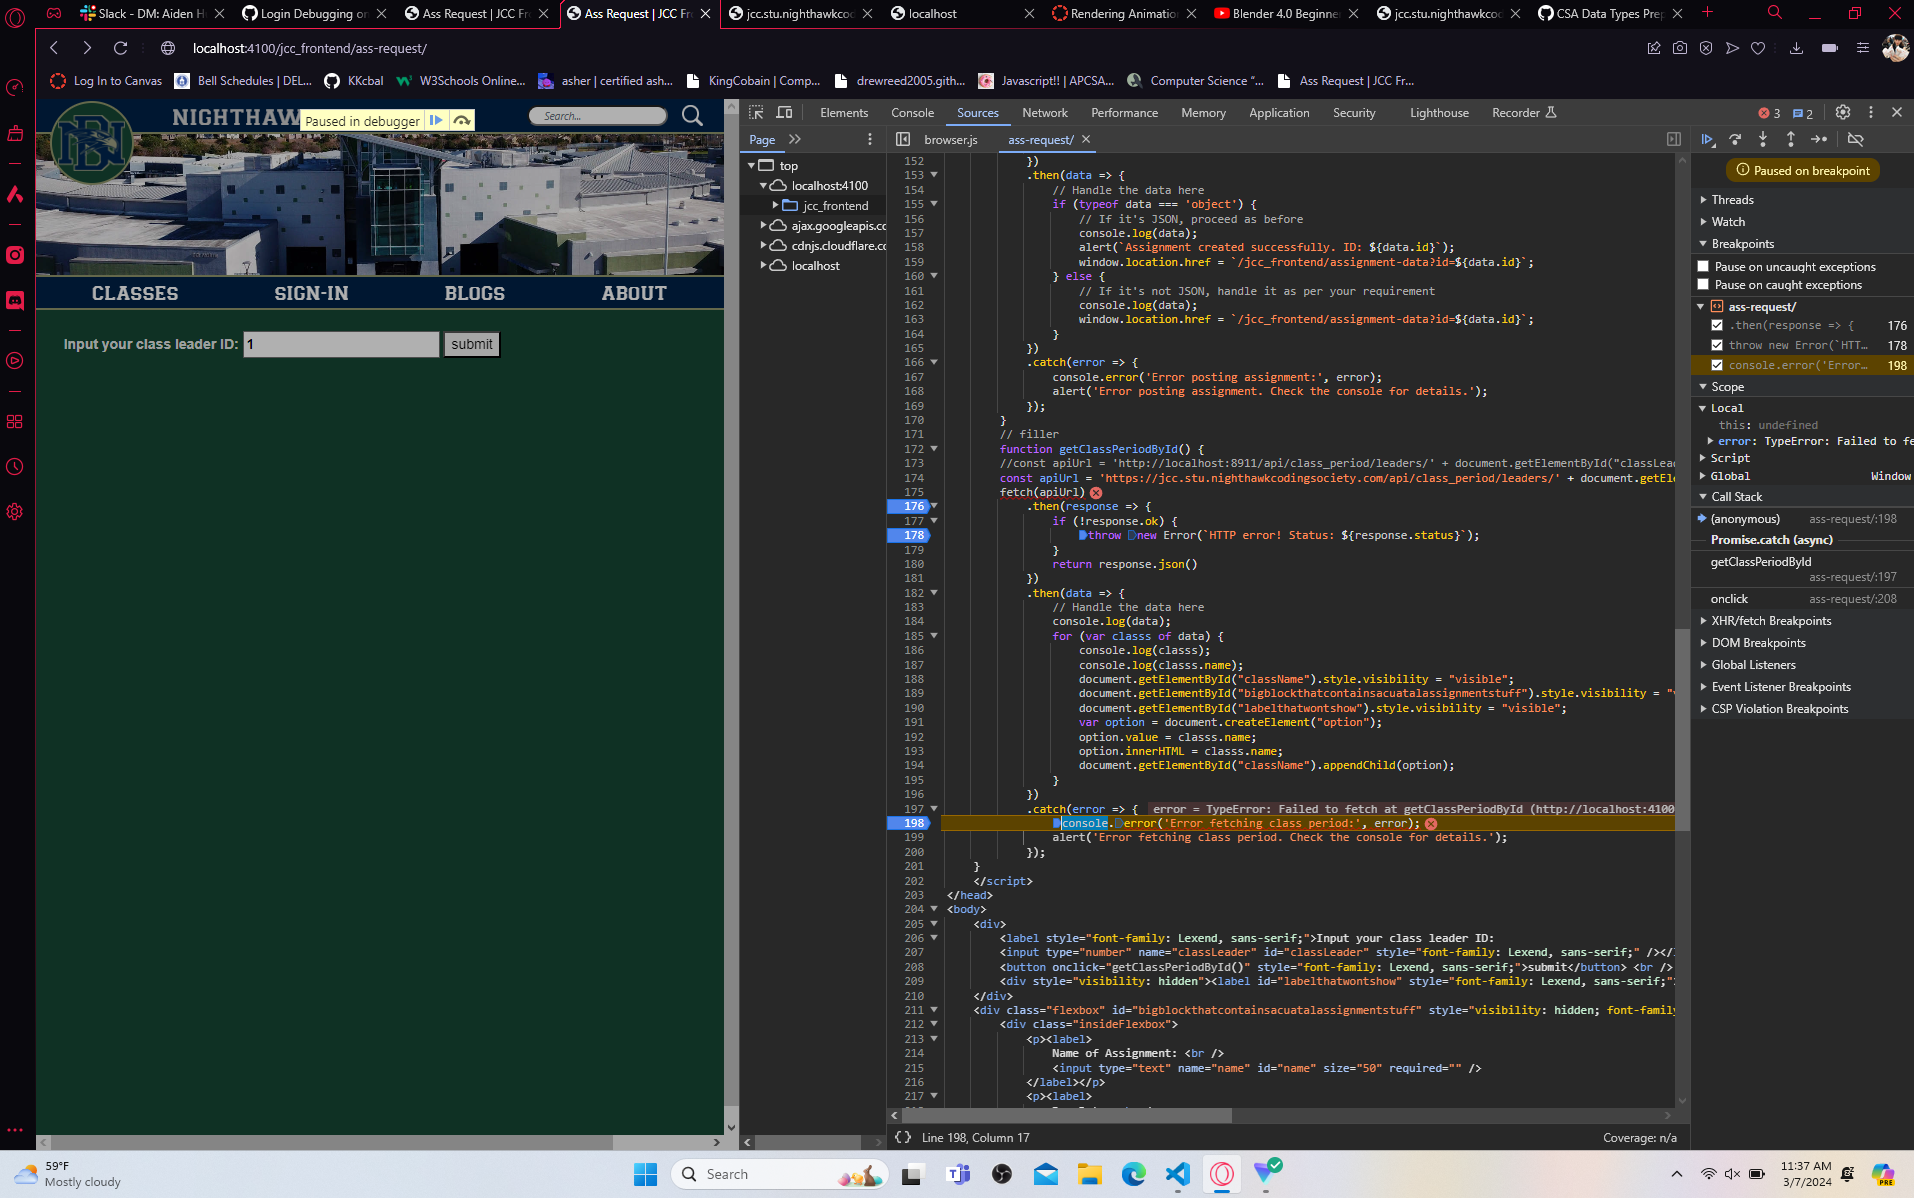 Slack - DM: Aiden H
Login Debugging on
Ass Request | JCC Fr
Ass Request | JCC Fr
jcc.stu.nighthawkcod
localhost
Rendering Animatio
Blender 4.0 Beginne
jcc.stu.nighthawkcod
CSA Data Types Prep
localhost:4100/jcc_frontend/ass-request/
Log In to Canvas
Bell Schedules | DEL...
KKcbal
W3Schools Online...
asher | certified ash...
KingCobain | Comp...
drewreed2005.gith...
Javascript!! | APCSA...
Computer Science “...
Ass Request | JCC Fr...
NIGHTHAW
Paused in debugger
Search...
CLASSES
SIGN-IN
BLOGS
ABOUT
Input your class leader ID: 1 submit
Elements
Console
Sources
Network
Performance
Memory
Application
Security
Lighthouse
Recorder
3
2
Page
top
localhost:4100
jcc_frontend
ajax.googleapis.cc
cdnjs.cloudflare.cc
localhost
browser.js
ass-request/
152 })
153 .then(data => {
154 // Handle the data here
155 if (typeof data === 'object') {
156 // If it's JSON, proceed as before
157 console.log(data);
158 alert(`Assignment created successfully. ID: ${data.id}`);
159 window.location.href = `/jcc_frontend/assignment-data?id=${data.id}`;
160 } else {
161 // If it's not JSON, handle it as per your requirement
162 console.log(data);
163 window.location.href = `/jcc_frontend/assignment-data?id=${data.id}`;
164 }
165 })
166 .catch(error => {
167 console.error('Error posting assignment:', error);
168 alert('Error posting assignment. Check the console for details.');
169 });
170 }
171 // filler
172 function getClassPeriodById() {
173 //const apiUrl = 'http://localhost:8911/api/class_period/leaders/' + document.getElementById("classLea
174 const apiUrl = 'https://jcc.stu.nighthawkcodingsociety.com/api/class_period/leaders/' + document.getEle
175 fetch(apiUrl)
176 .then(response => {
177 if (!response.ok) {
178 throw new Error(`HTTP error! Status: ${response.status}`);
179 }
180 return response.json()
181 })
182 .then(data => {
183 // Handle the data here
184 console.log(data);
185 for (var classs of data) {
186 console.log(classs);
187 console.log(classs.name);
188 document.getElementById("className").style.visibility = "visible";
189 document.getElementById("bigblockthatcontainsacuatalassignmentstuff").style.visibility = "v
190 document.getElementById("labelthatwontshow").style.visibility = "visible";
191 var option = document.createElement("option");
192 option.value = classs.name;
193 option.innerHTML = classs.name;
194 document.getElementById("className").appendChild(option);
195 }
196 })
197 .catch(error => { error = TypeError: Failed to fetch at getClassPeriodById (http://localhost:4100
198 console.error('Error fetching class period:', error);
199 alert('Error fetching class period. Check the console for details.');
200 });
201 }
202 </script>
203 </head>
204 <body>
205 <div>
206 <label style="font-family: Lexend, sans-serif;">Input your class leader ID:
207 <input type="number" name="classLeader" id="classLeader" style="font-family: Lexend, sans-serif;" /></l
208 <button onclick="getClassPeriodById()" style="font-family: Lexend, sans-serif;">submit</button> <br />
209 <div style="visibility: hidden"><label id="labelthatwontshow" style="font-family: Lexend, sans-serif;"
210 </div>
211 <div class="flexbox" id="bigblockthatcontainsacuatalassignmentstuff" style="visibility: hidden; font-family
212 <div class="insideFlexbox">
213 <p><label>
214 Name of Assignment: <br />
215 <input type="text" name="name" id="name" size="50" required="" />
216 </label></p>
217 <p><label>
{} Line 198, Column 17
Coverage: n/a
Paused on breakpoint
Threads
Watch
Breakpoints
Pause on uncaught exceptions
Pause on caught exceptions
ass-request/
.then(response => { 176
throw new Error(`HTT... 178
console.error('Error... 198
Scope
Local
this: undefined
error: TypeError: Failed to fe
Script
Global Window
Call Stack
(anonymous) ass-request/:198
Promise.catch (async)
getClassPeriodById
ass-request/:197
onclick ass-request/:208
XHR/fetch Breakpoints
DOM Breakpoints
Global Listeners
Event Listener Breakpoints
CSP Violation Breakpoints
59°F
Mostly cloudy
Search
11:37 AM
3/7/2024
PRE